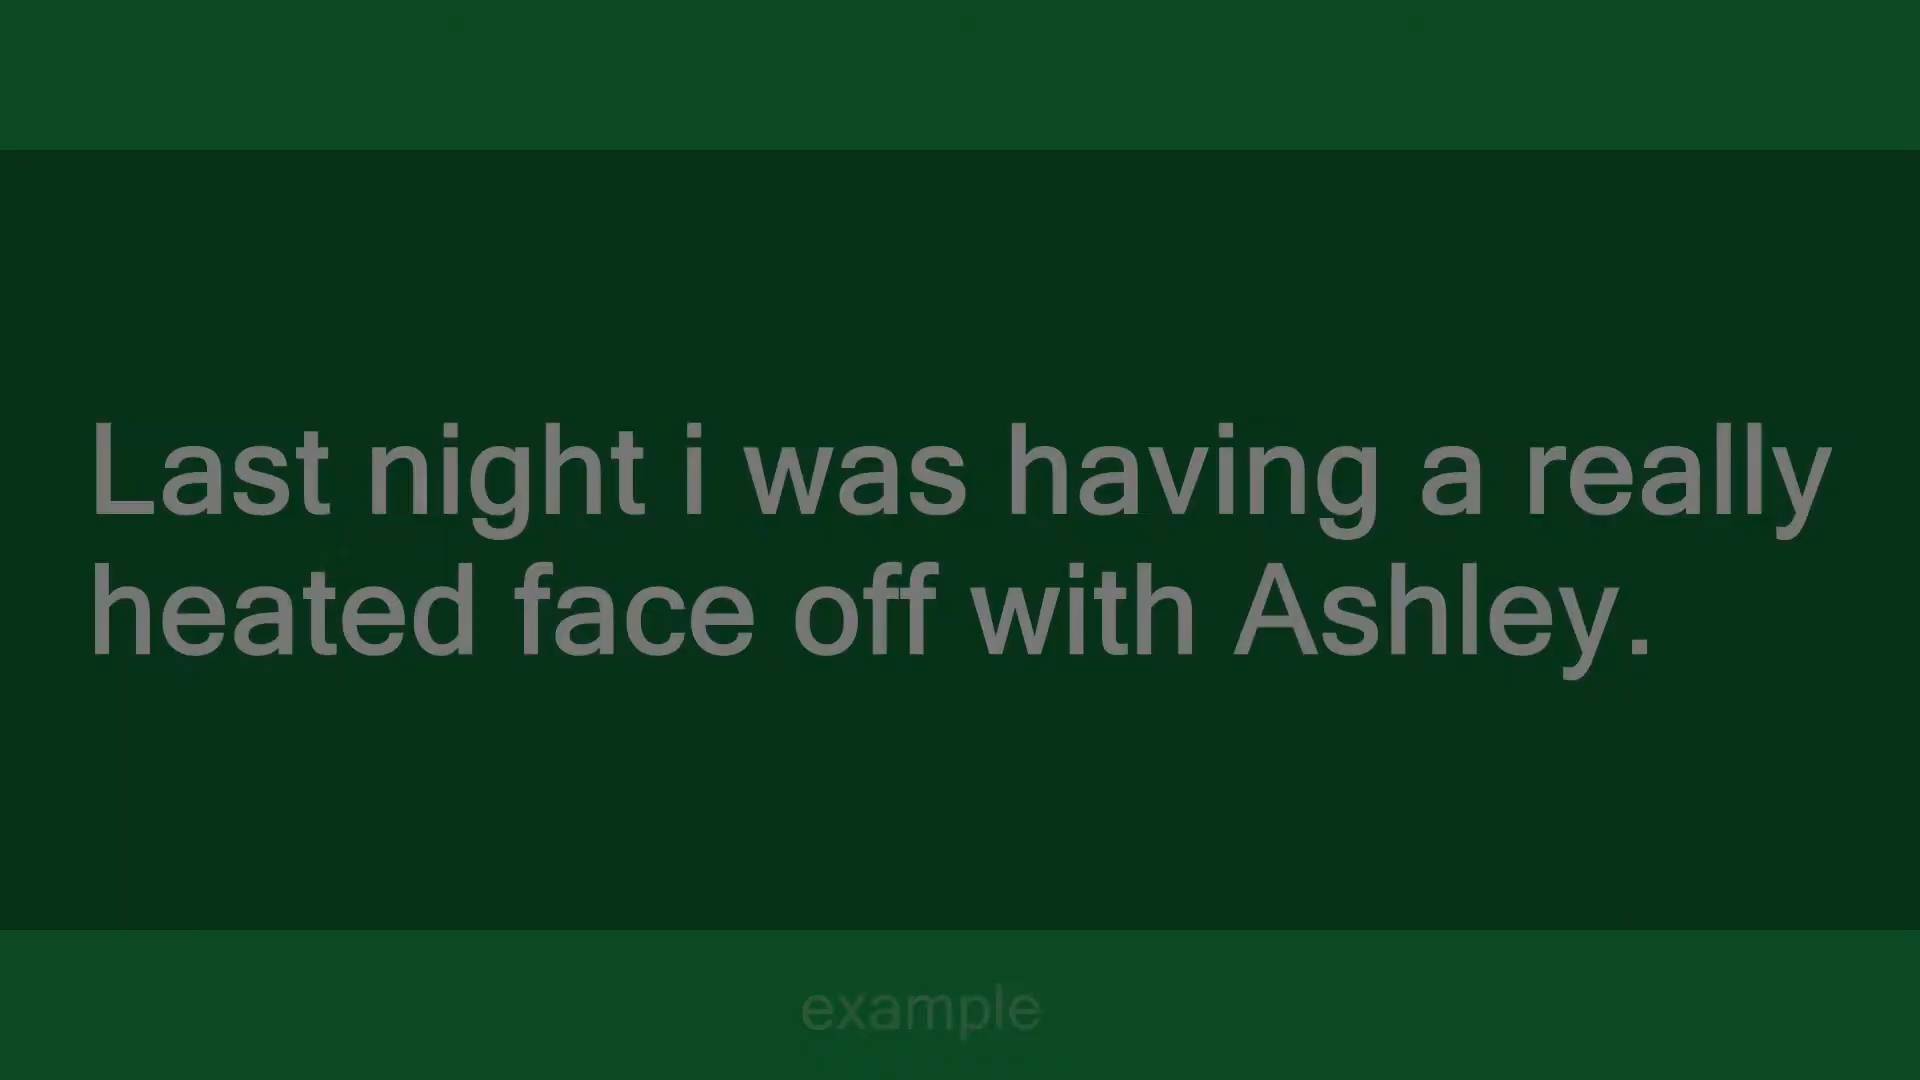 Last night i was having a really
heated face off with Ashley.
example